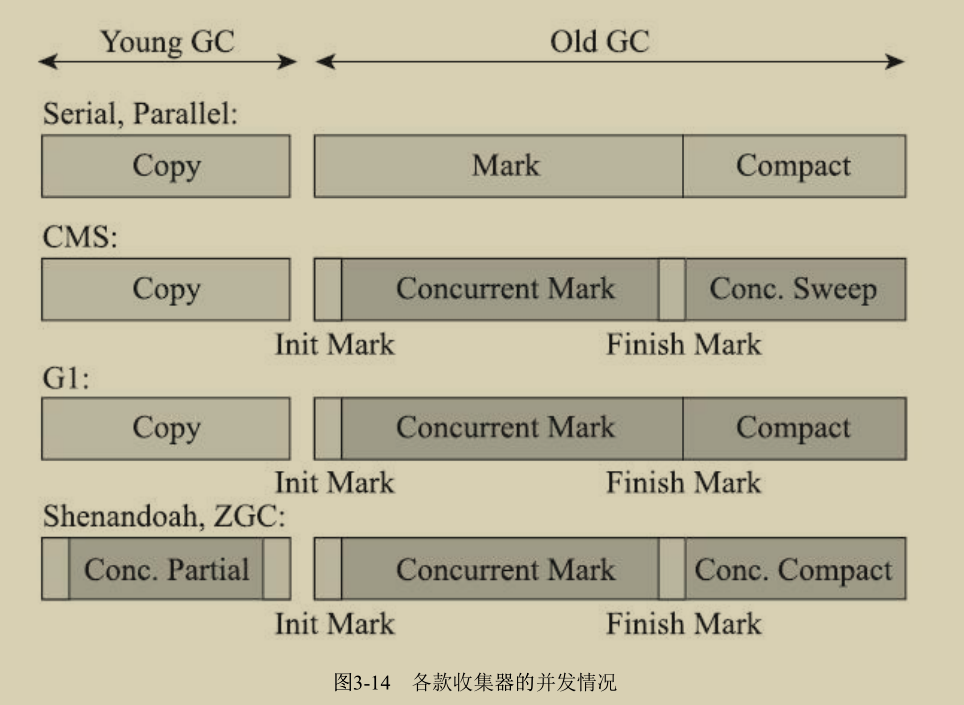 Young GC Old GC
Serial, Parallel:
Copy Mark Compact
CMS:
Copy Concurrent Mark Conc. Sweep
Init Mark Finish Mark
G1:
Copy Concurrent Mark Compact
Init Mark Finish Mark
Shenandoah, ZGC:
Conc. Partial Concurrent Mark Conc. Compact
Init Mark Finish Mark
图3-14 各款收集器的并发情况